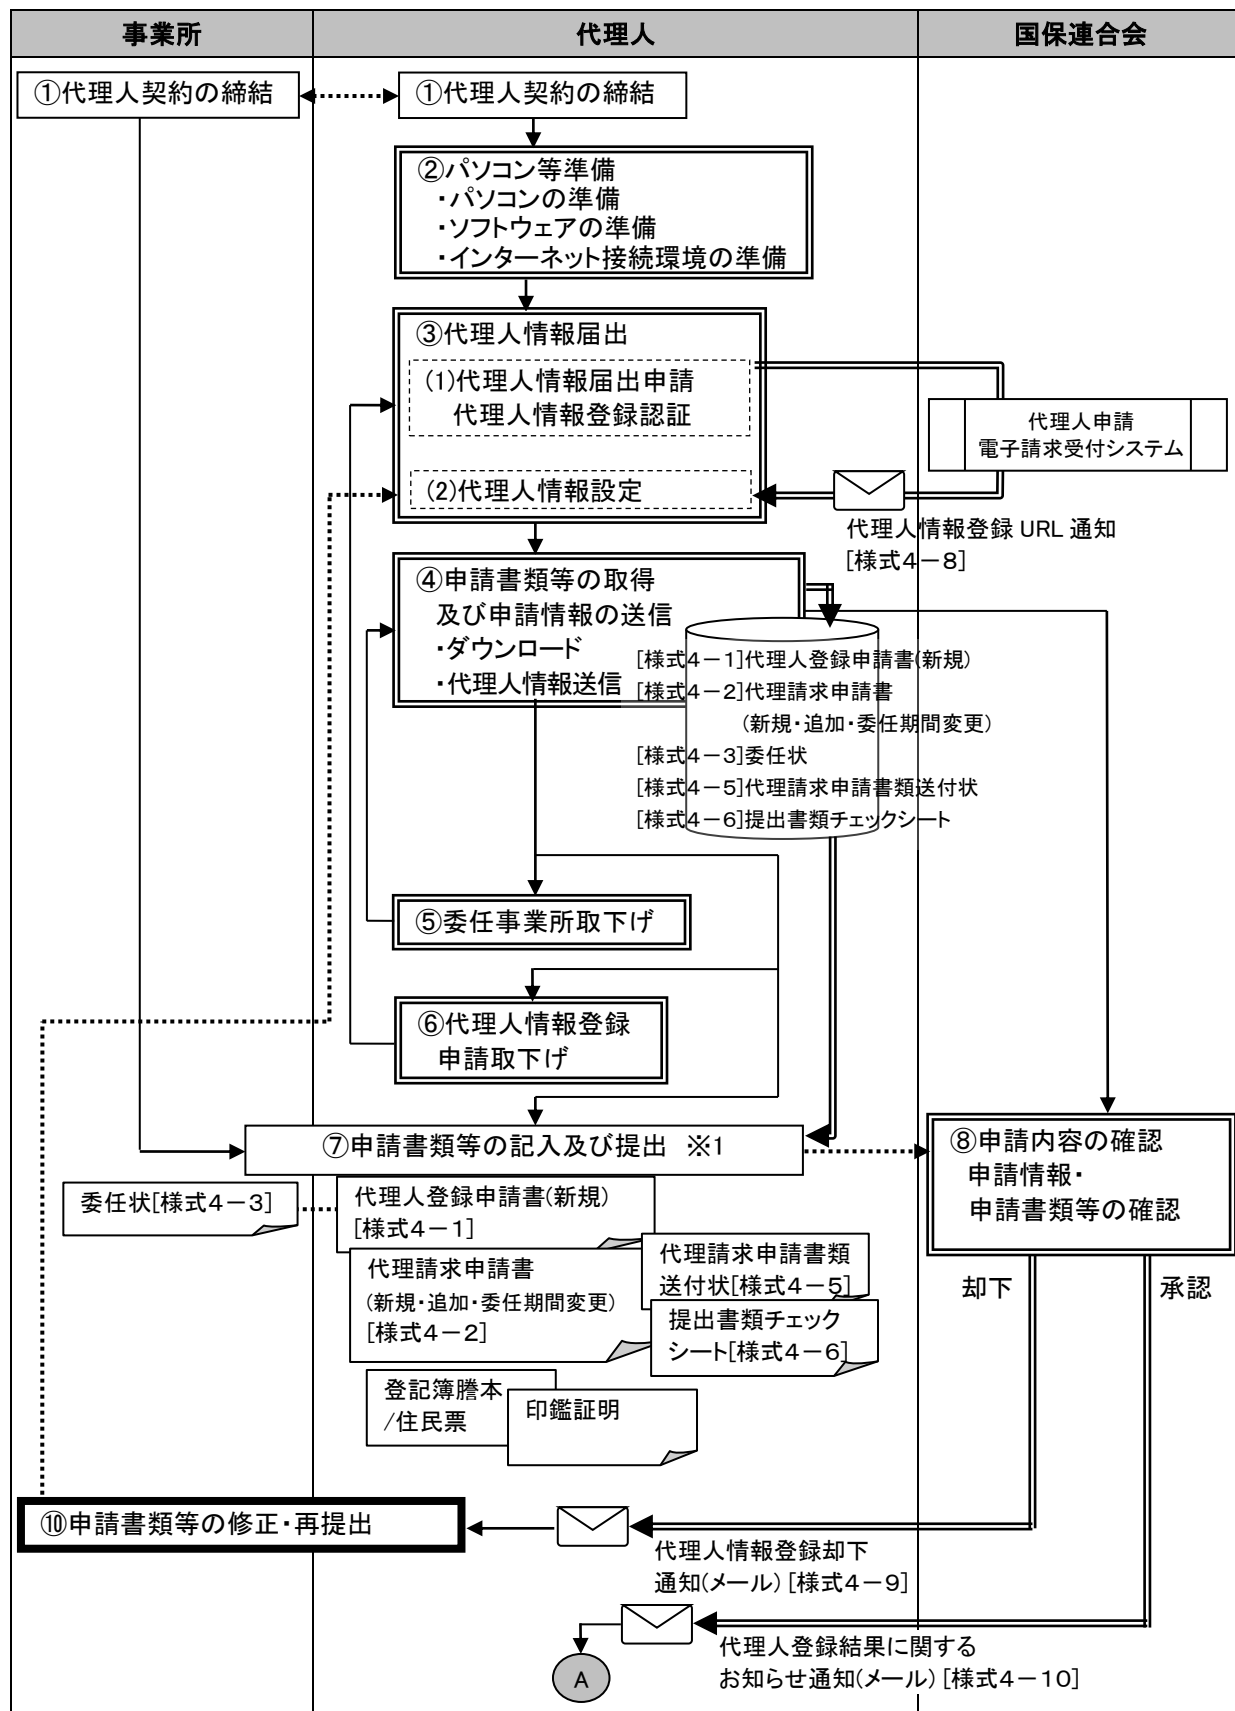 事業所
代理人
国保連合会
①代理人契約の締結
①代理人契約の締結
②パソコン等準備
・パソコンの準備
・ソフトウェアの準備
・インターネット接続環境の準備
③代理人情報届出
(1)代理人情報届出申請
代理人情報登録認証
代理人申請
電子請求受付システム
(2)代理人情報設定
代理人情報登録 URL 通知
[様式4－8]
④申請書類等の取得
及び申請情報の送信
・ダウンロード
・代理人情報送信
[様式4－1]代理人登録申請書(新規)
[様式4－2]代理請求申請書
(新規・追加・委任期間変更)
[様式4－3]委任状
[様式4－5]代理請求申請書類送付状
[様式4－6]提出書類チェックシート
⑤委任事業所取下げ
⑥代理人情報登録
申請取下げ
⑦申請書類等の記入及び提出 ※1
⑧申請内容の確認
申請情報・
申請書類等の確認
委任状[様式4－3]
代理人登録申請書(新規)
[様式4－1]
代理請求申請書
(新規・追加・委任期間変更)
[様式4－2]
代理請求申請書類
送付状[様式4－5]
提出書類チェック
シート[様式4－6]
登記簿謄本
/住民票
印鑑証明
却下
承認
⑩申請書類等の修正・再提出
代理人情報登録却下
通知(メール) [様式4－9]
代理人登録結果に関する
お知らせ通知(メール) [様式4－10]
A